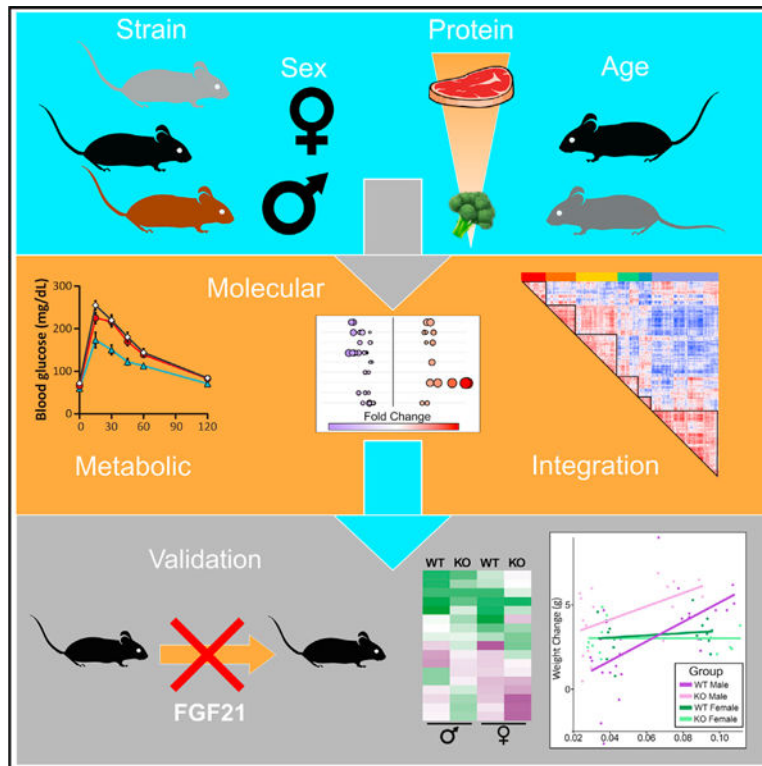 Strain
Sex
Protein
Age
Molecular
Blood glucose (mg/dL)
300
200
100
0
0
30
60
120
Metabolic
Fold Change
Integration
Validation
FGF21
WT KO WT KO
♂ ♀
Weight Change (g)
5
0
0.02 0.04 0.06 0.08 0.10
Group
WT Male
KO Male
WT Female
KO Female